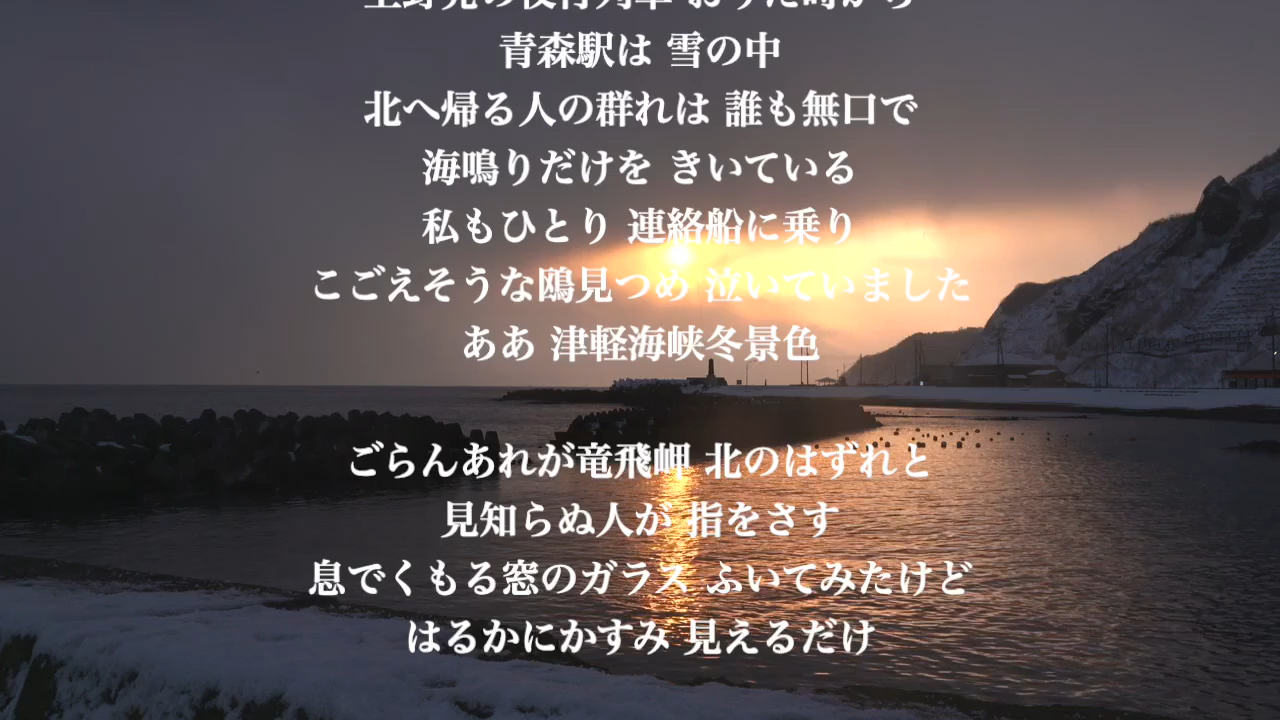 青森駅は 雪の中
北へ帰る人の群れは 誰も無口で
海鳴りだけを きいている
私もひとり 連絡船に乗り
こごえそうな鴎見つめ 泣いていました
ああ 津軽海峡冬景色
ごらんあれが竜飛岬 北のはずれと
見知らぬ人が 指をさす
息でくもる窓のガラス ふいてみたけど
はるかにかすみ 見えるだけ